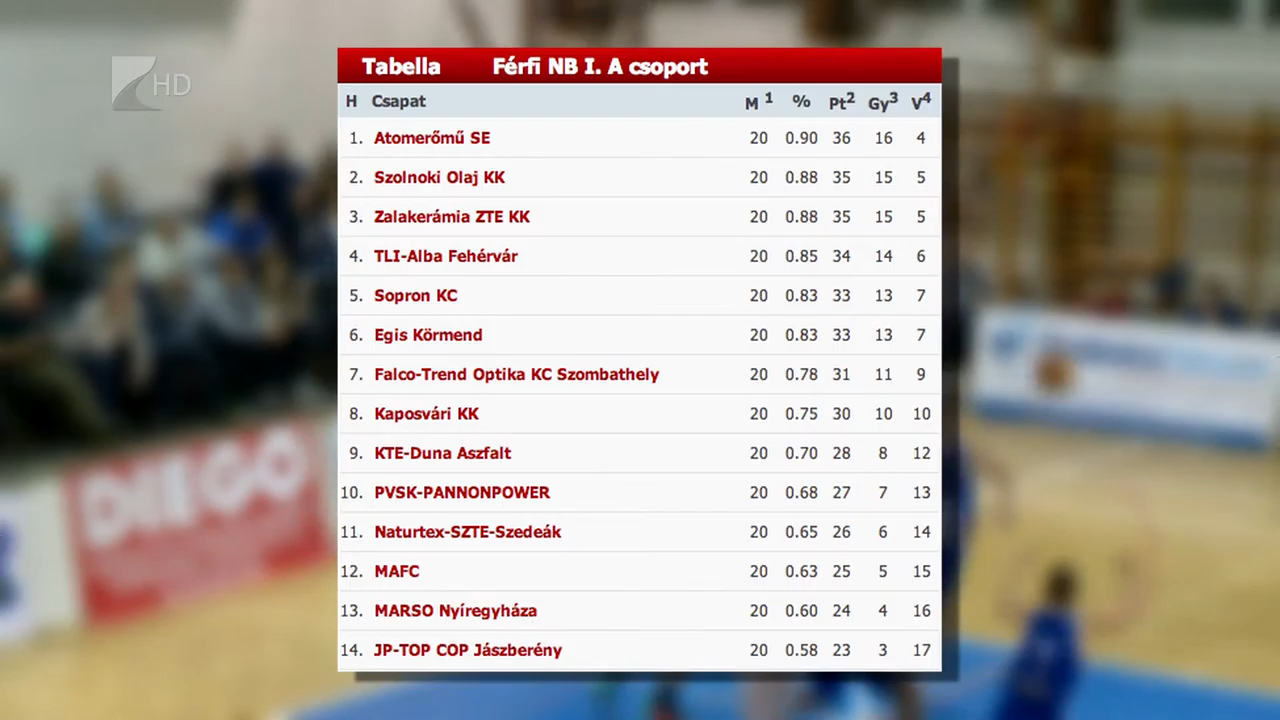 HD
Tabella Férfi NB I. A csoport
H Csapat M 1 % Pt2 Gy3 V4
1. Atomerőmű SE 20 0.90 36 16 4
2. Szolnoki Olaj KK 20 0.88 35 15 5
3. Zalakerámia ZTE KK 20 0.88 35 15 5
4. TLI-Alba Fehérvár 20 0.85 34 14 6
5. Sopron KC 20 0.83 33 13 7
6. Egis Körmend 20 0.83 33 13 7
7. Falco-Trend Optika KC Szombathely 20 0.78 31 11 9
8. Kaposvári KK 20 0.75 30 10 10
9. KTE-Duna Aszfalt 20 0.70 28 8 12
10. PVSK-PANNONPOWER 20 0.68 27 7 13
11. Naturtex-SZTE-Szedeák 20 0.65 26 6 14
12. MAFC 20 0.63 25 5 15
13. MARSO Nyíregyháza 20 0.60 24 4 16
14. JP-TOP COP Jászberény 20 0.58 23 3 17
DIEGO